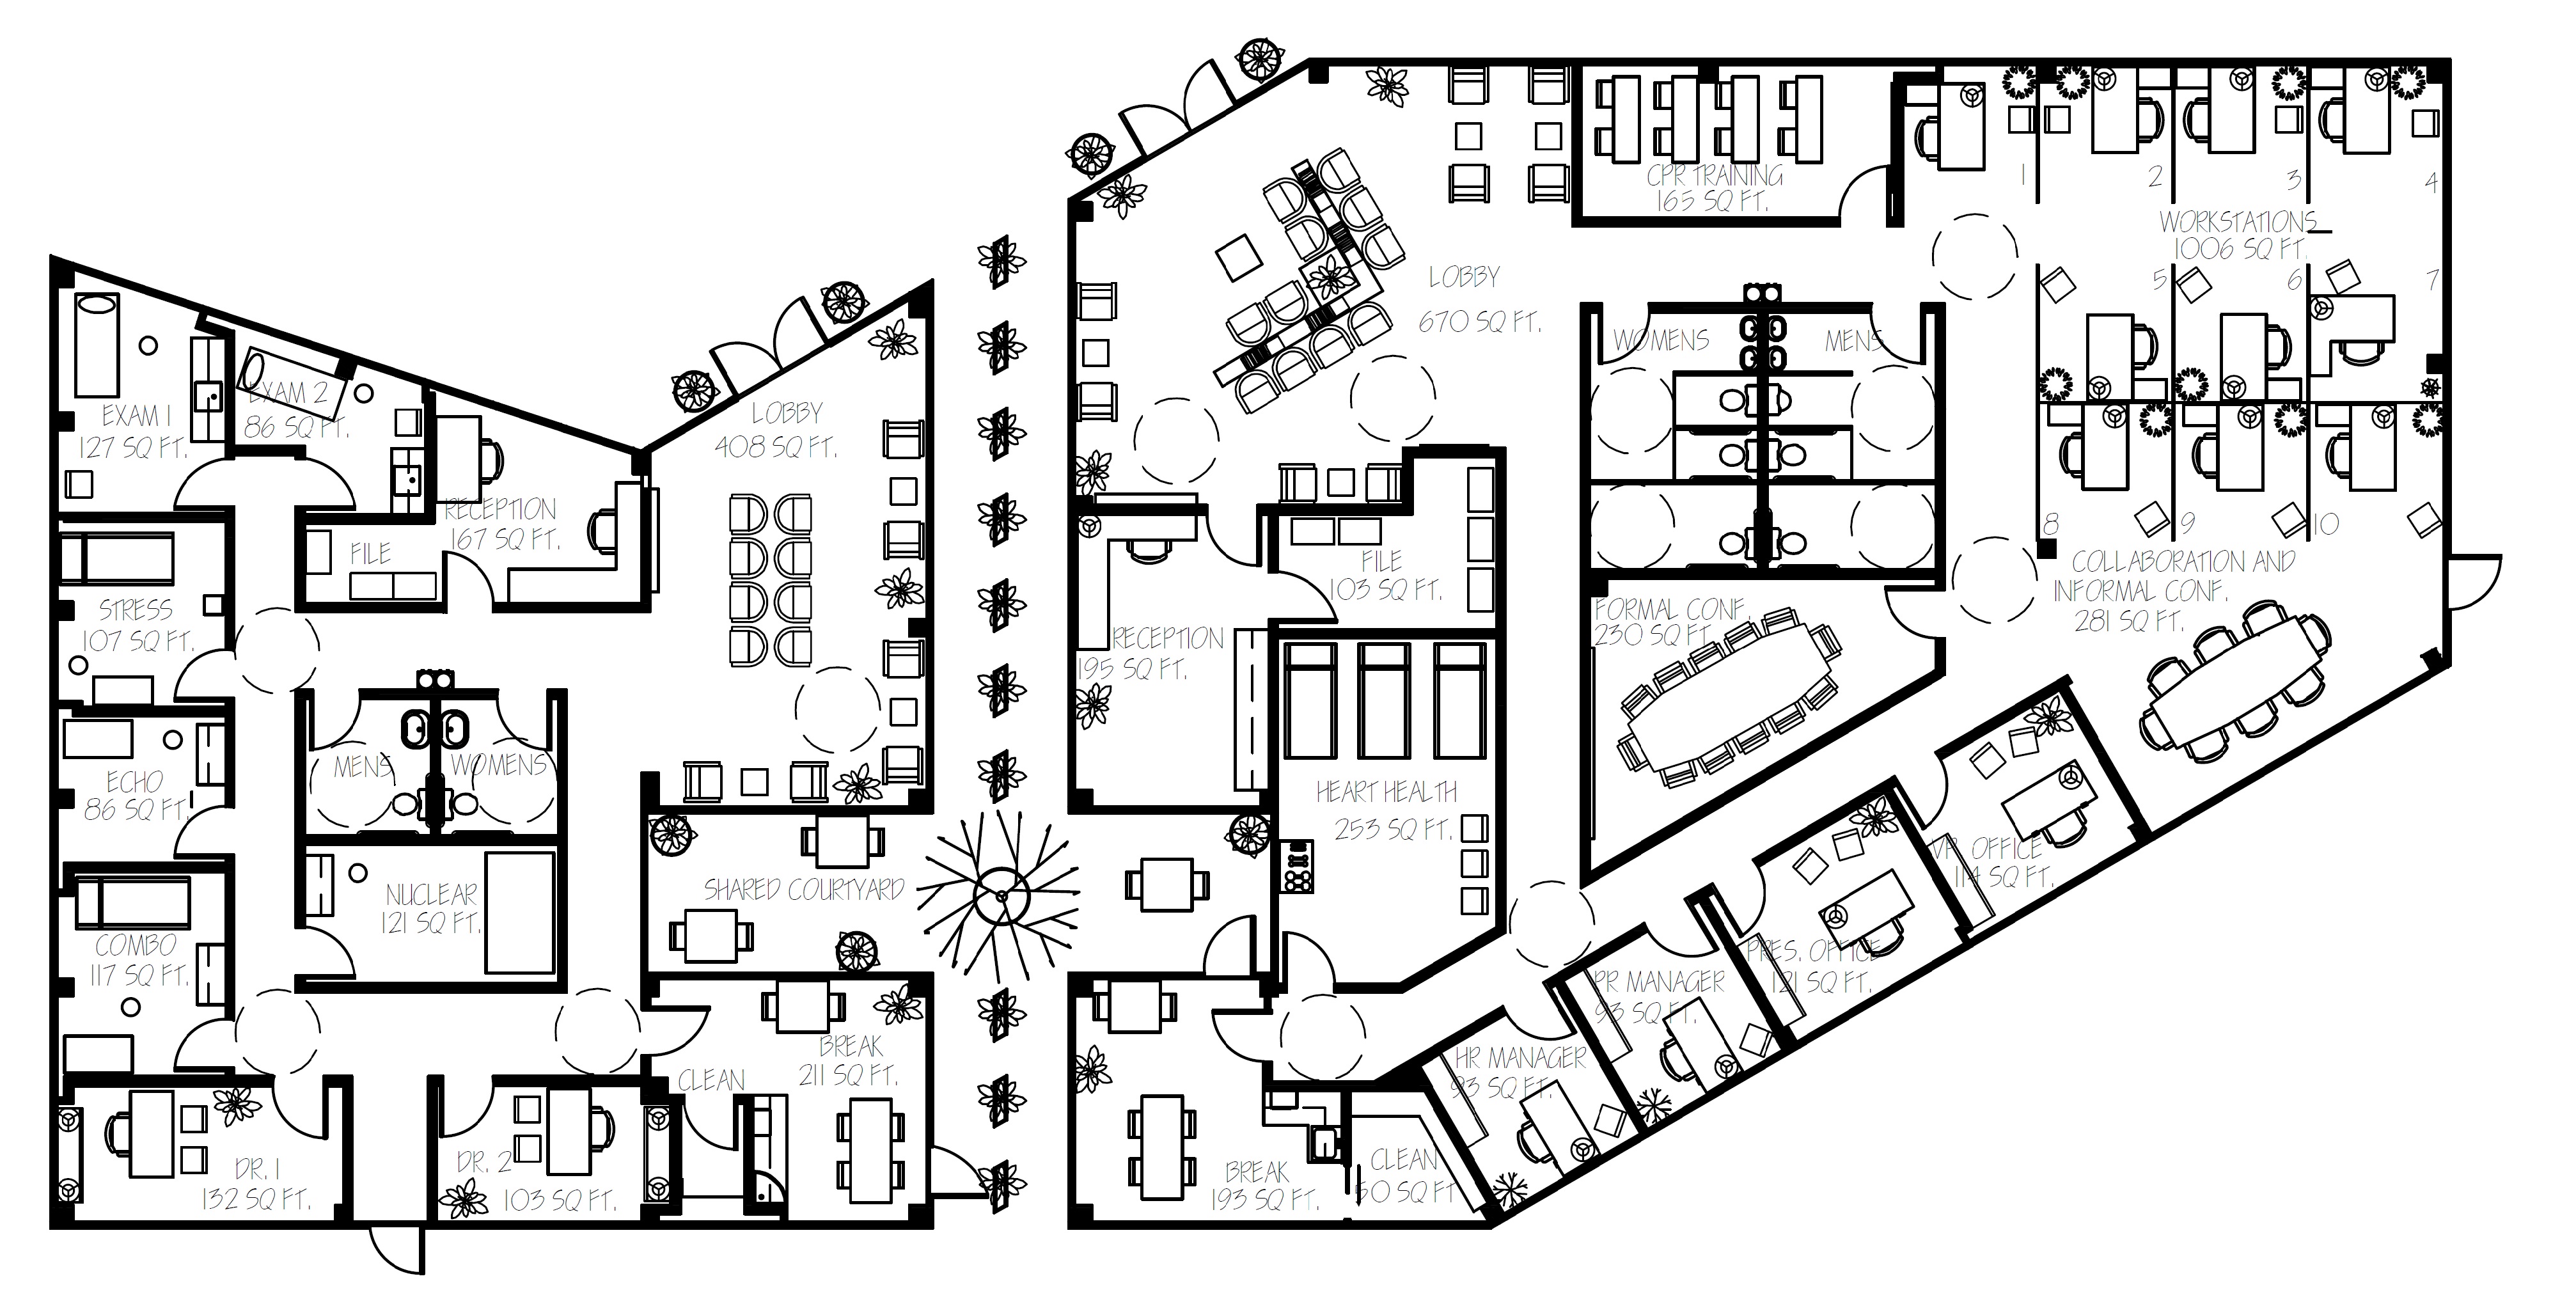 EXAM 1
127 SQ FT.
EXAM 2
86 SQ FT.
RECEPTION
167 SQ FT.
FILE
LOBBY
408 SQ FT.
STRESS
107 SQ FT.
ECHO
86 SQ FT.
MENS
WOMENS
COMBO
117 SQ FT.
NUCLEAR
121 SQ FT.
SHARED COURTYARD
DR. 1
132 SQ FT.
DR. 2
103 SQ FT.
CLEAN
BREAK
211 SQ FT.
LOBBY
670 SQ FT.
CPR TRAINING
165 SQ FT.
1
2
3
4
WORKSTATIONS
1006 SQ FT.
5
6
7
8
9
10
WOMENS
MENS
FILE
103 SQ FT.
RECEPTION
195 SQ FT.
HEART HEALTH
253 SQ FT.
FORMAL CONF.
230 SQ FT.
COLLABORATION AND
INFORMAL CONF.
281 SQ FT.
VP. OFFICE
114 SQ FT.
PRES. OFFICE
121 SQ FT.
PR MANAGER
93 SQ FT.
HR MANAGER
93 SQ FT.
BREAK
193 SQ FT.
CLEAN
50 SQ FT